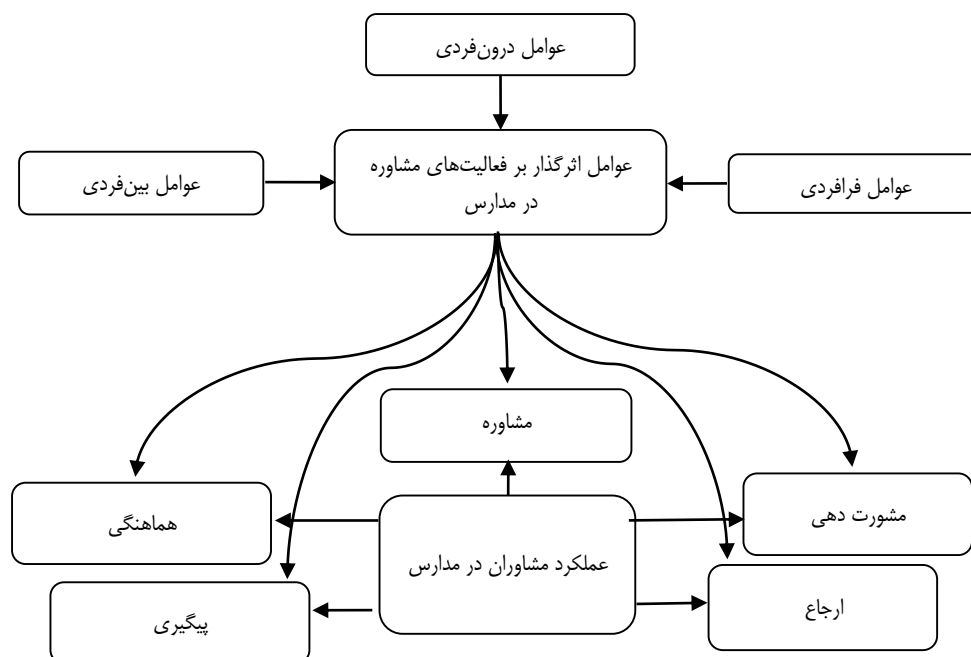 عوامل درون‌فردی
عوامل فرافردی
عوامل اثرگذار بر فعالیت‌های مشاوره
در مدارس
عوامل بین‌فردی
مشاوره
مشورت دهی
هماهنگی
عملکرد مشاوران در مدارس
ارجاع
پیگیری